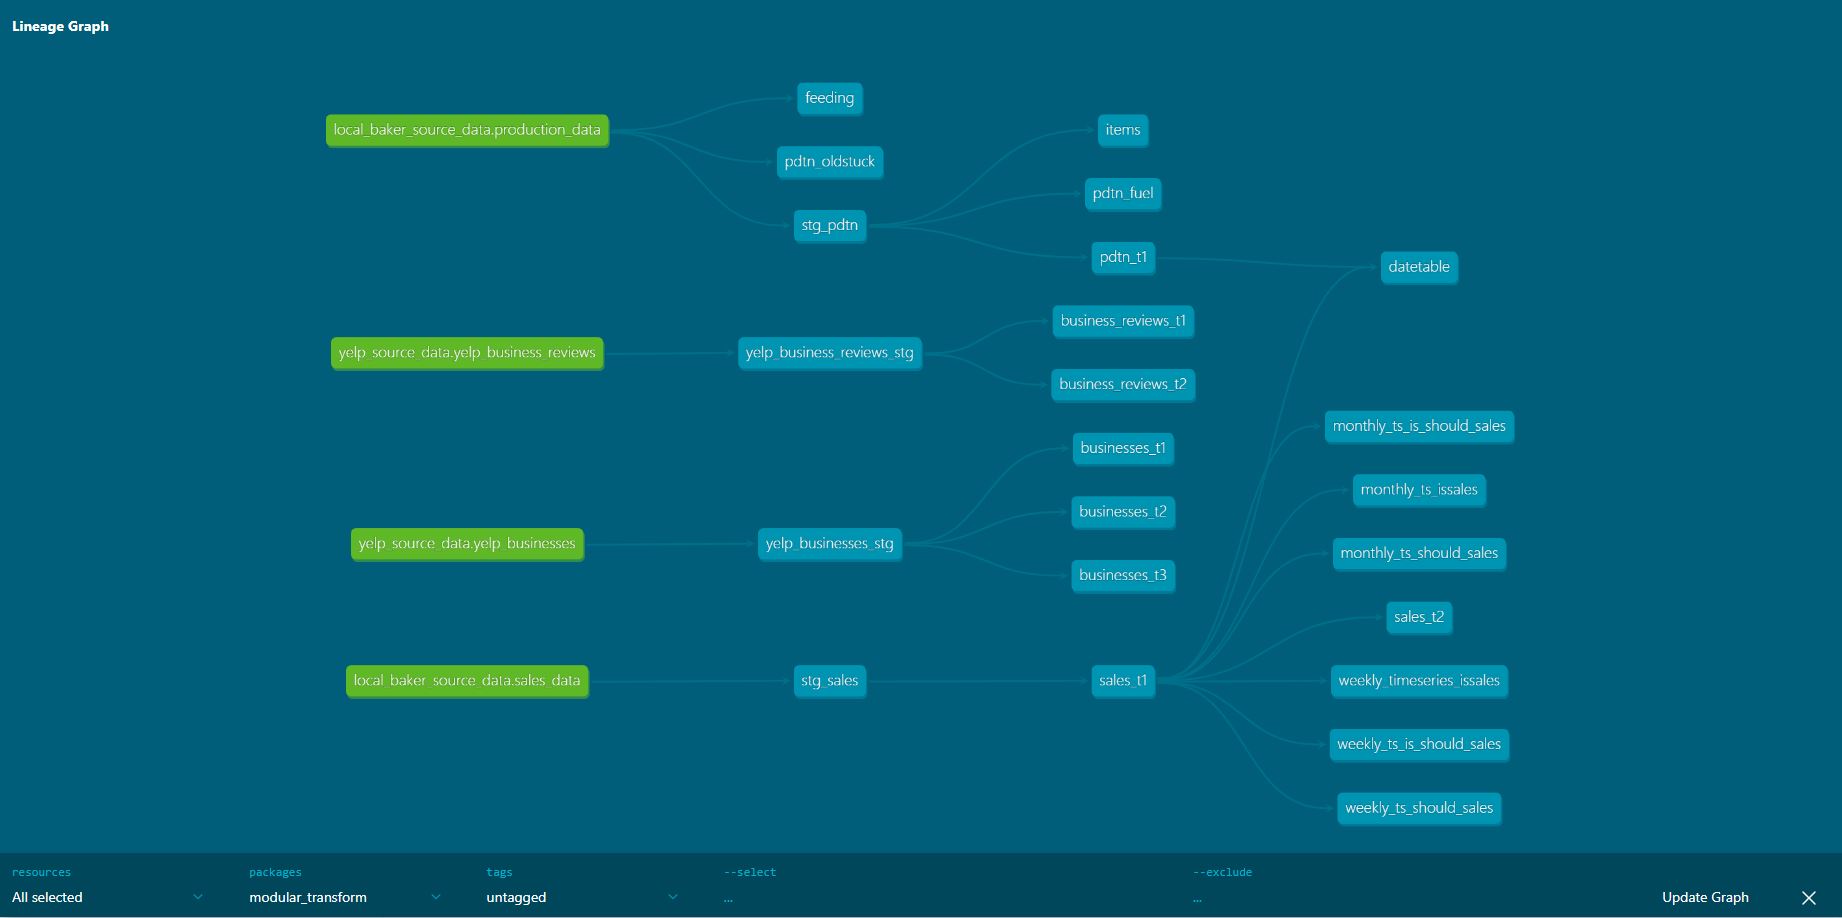 Lineage Graph
feeding
local_baker_source_data.production_data
items
pdtn_oldstuck
pdtn_fuel
stg_pdtn
pdtn_t1
datetable
business_reviews_t1
yelp_source_data.yelp_business_reviews
yelp_business_reviews_stg
business_reviews_t2
monthly_ts_is_should_sales
businesses_t1
monthly_ts_issales
businesses_t2
yelp_source_data.yelp_businesses
yelp_businesses_stg
monthly_ts_should_sales
businesses_t3
sales_t2
local_baker_source_data.sales_data
stg_sales
sales_t1
weekly_timeseries_issales
weekly_ts_is_should_sales
weekly_ts_should_sales
resources
All selected
packages
modular_transform
tags
untagged
--select
...
--exclude
...
Update Graph